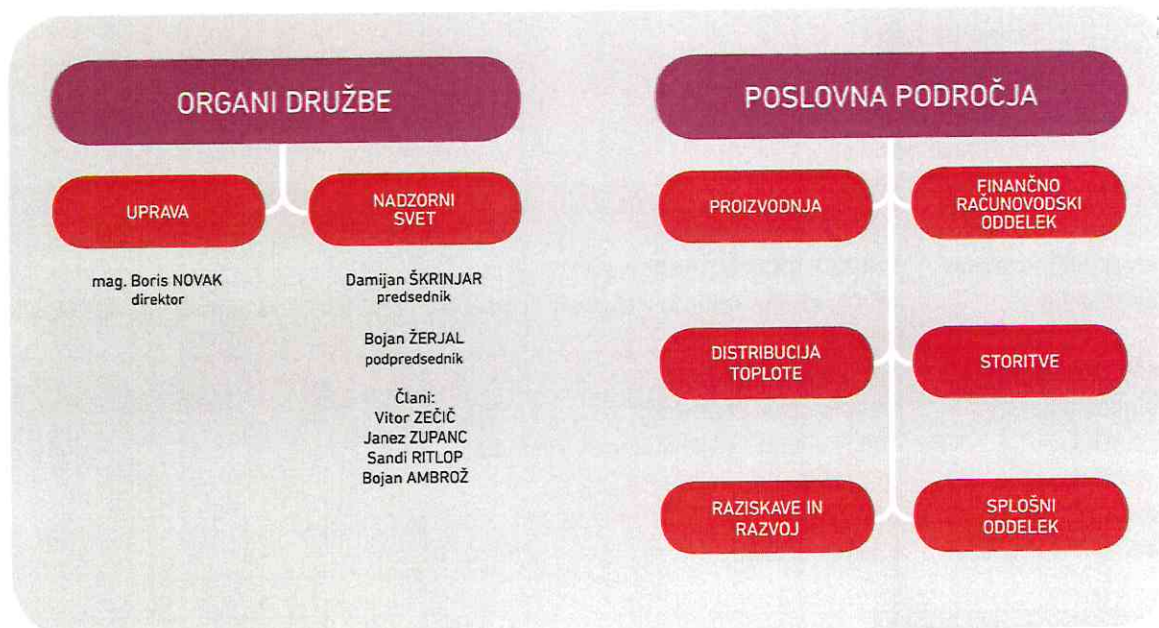 ORGANI DRUŽBE
UPRAVA
mag. Boris NOVAK
direktor
NADZORNI
SVET
Damijan ŠKRINJAR
predsednik
Bojan ŽERJAL
podpredsednik
Člani:
Vitor ZEČIČ
Janez ZUPANC
Sandi RITLOP
Bojan AMBROŽ
POSLOVNA PODROČJA
PROIZVODNJA
FINANČNO
RAČUNOVODSKI
ODDELEK
DISTRIBUCIJA
TOPLOTE
STORITVE
RAZISKAVE IN
RAZVOJ
SPLOŠNI
ODDELEK